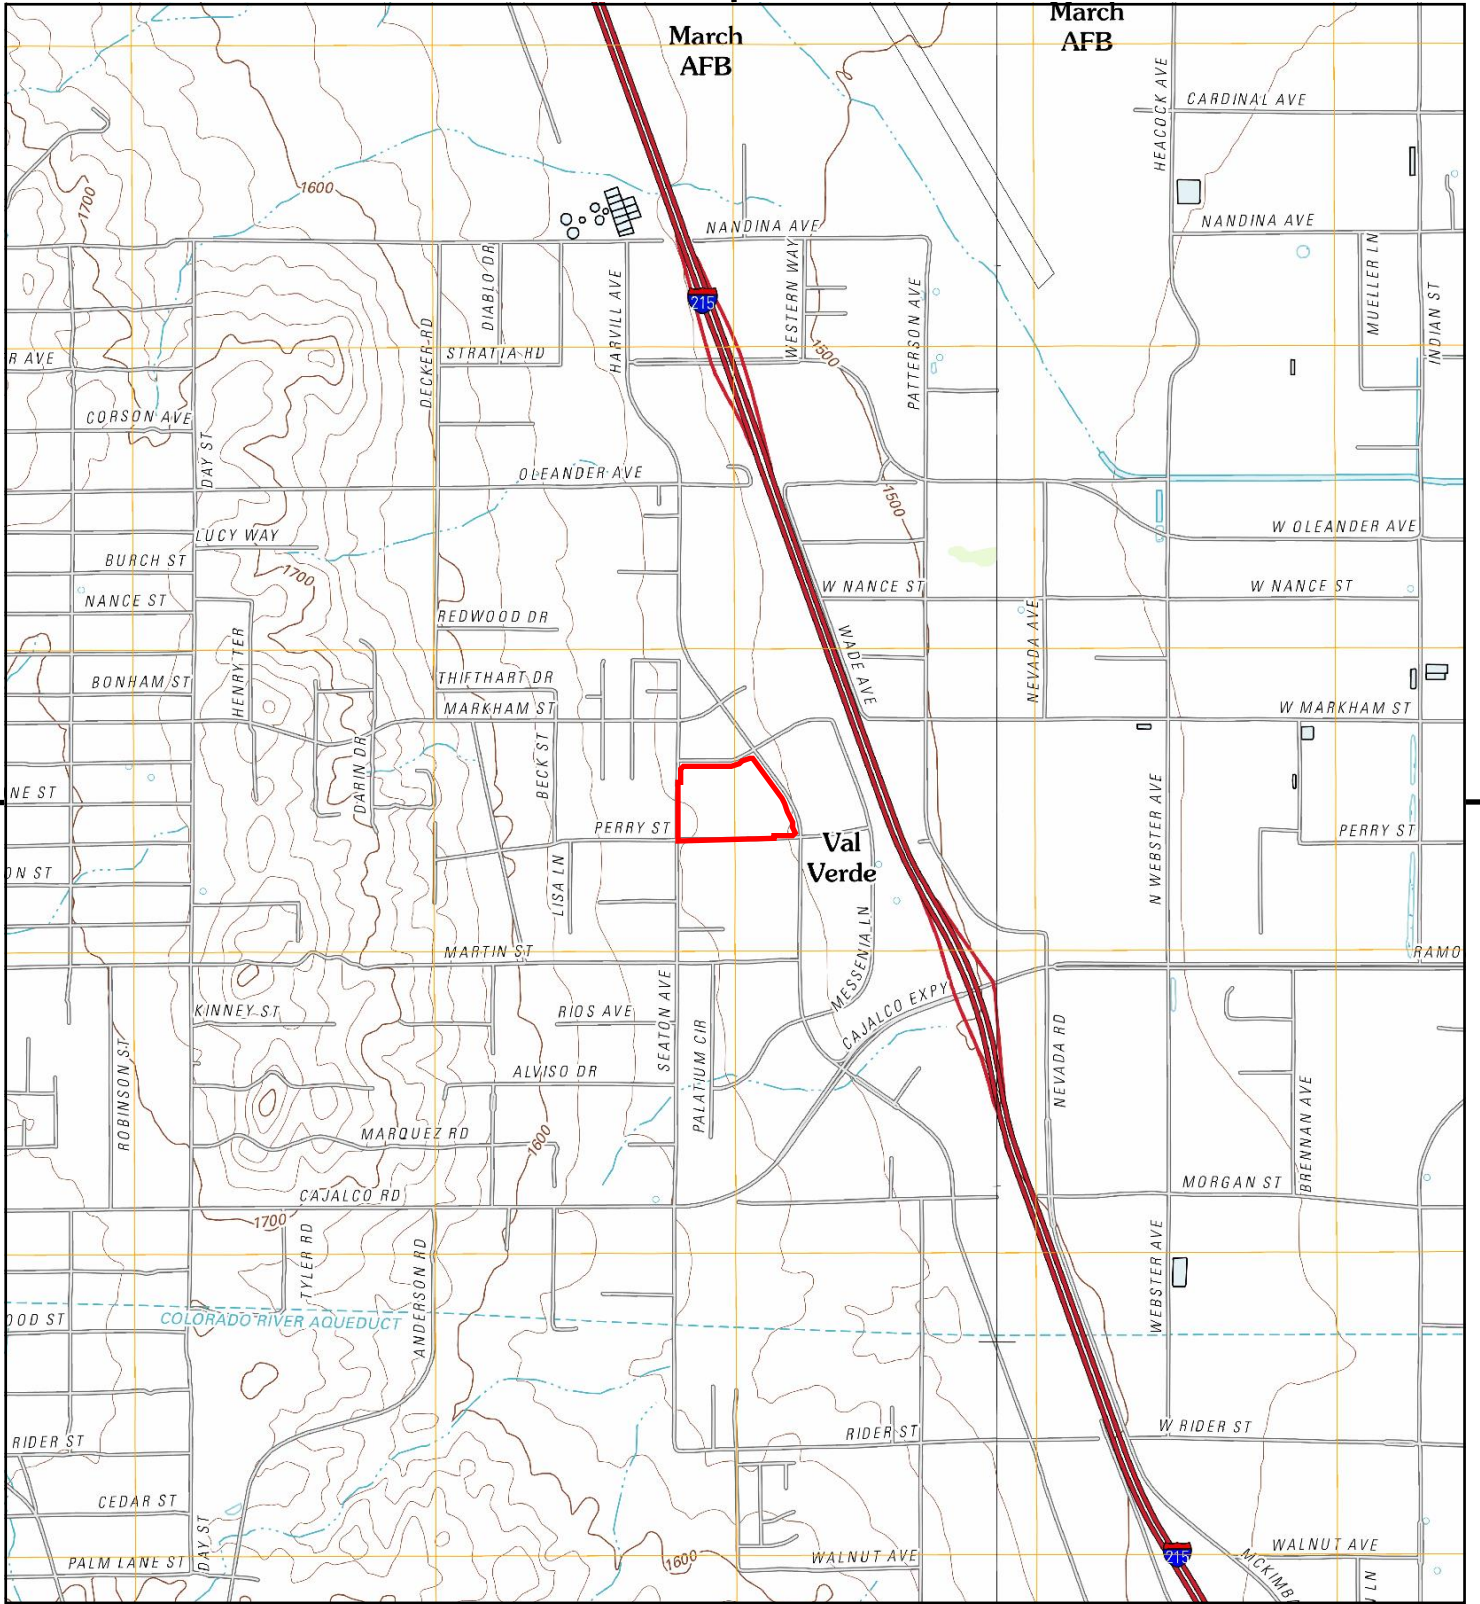 March
AFB
March
AFB
HEACOCK AVE
CARDINAL AVE
1700
1600
NANDINA AVE
NANDINA AVE
DIABLO DR
HARVILL AVE
215
WESTERN WAY
PATTERSON AVE
MUELLER LN
INDIAN ST
R AVE
DECKER RD
STRATTA RD
1500
CORSON AVE
DAY ST
OLEANDER AVE
1500
W OLEANDER AVE
LUCY WAY
BURCH ST
1700
NANCE ST
W NANCE ST
W NANCE ST
REDWOOD DR
HENRY TER
WADE AVE
NEVADA AVE
BONHAM ST
THIFTHART DR
MARKHAM ST
W MARKHAM ST
DARIN DR
BECK ST
NE ST
PERRY ST
N WEBSTER AVE
PERRY ST
Val
Verde
ON ST
LISA LN
MARTIN ST
MESSENIA LN
RAMO
KINNEY ST
RIOS AVE
SEATON AVE
PALATIUM CIR
CAJALCO EXPY
NEVADA RD
ROBINSON ST
ALVISO DR
MARQUEZ RD
1600
BRENNAN AVE
CAJALCO RD
MORGAN ST
1700
TYLER RD
ANDERSON RD
WEBSTER AVE
OOD ST
COLORADO RIVER AQUEDUCT
RIDER ST
RIDER ST
W RIDER ST
CEDAR ST
DAY ST
PALM LANE ST
1600
WALNUT AVE
215
WALNUT AVE
MCKIMB
LN